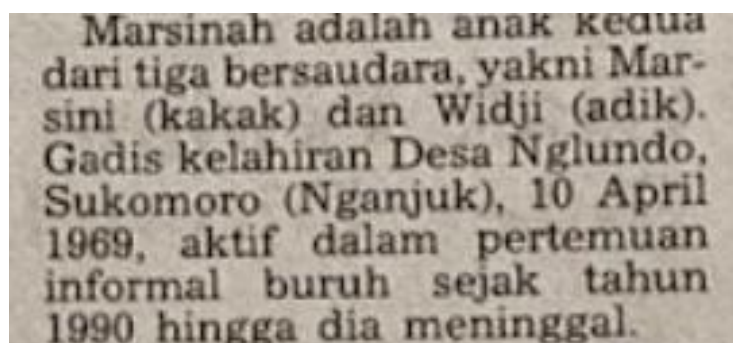 Marsinah adalah anak kedua
dari tiga bersaudara, yakni Mar-
sini (kakak) dan Widji (adik).
Gadis kelahiran Desa Nglundo,
Sukomoro (Nganjuk), 10 April
1969, aktif dalam pertemuan
informal buruh sejak tahun
1990 hingga dia meninggal.